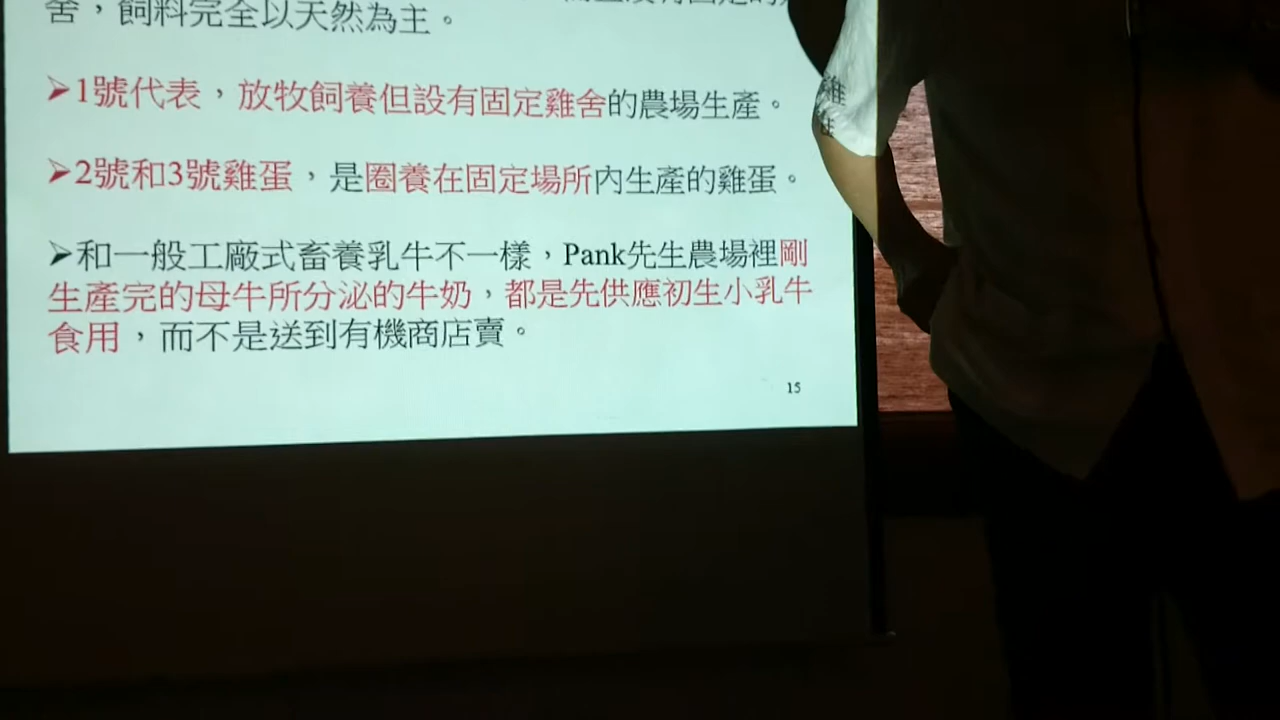 舍，飼料完全以天然為主。
➢1號代表，放牧飼養但設有固定雞舍的農場生產。
➢2號和3號雞蛋，是圈養在固定場所內生產的雞蛋。
➢和一般工廠式畜養乳牛不一樣，Pank先生農場裡剛
生產完的母牛所分泌的牛奶，都是先供應初生小乳牛
食用，而不是送到有機商店賣。
15